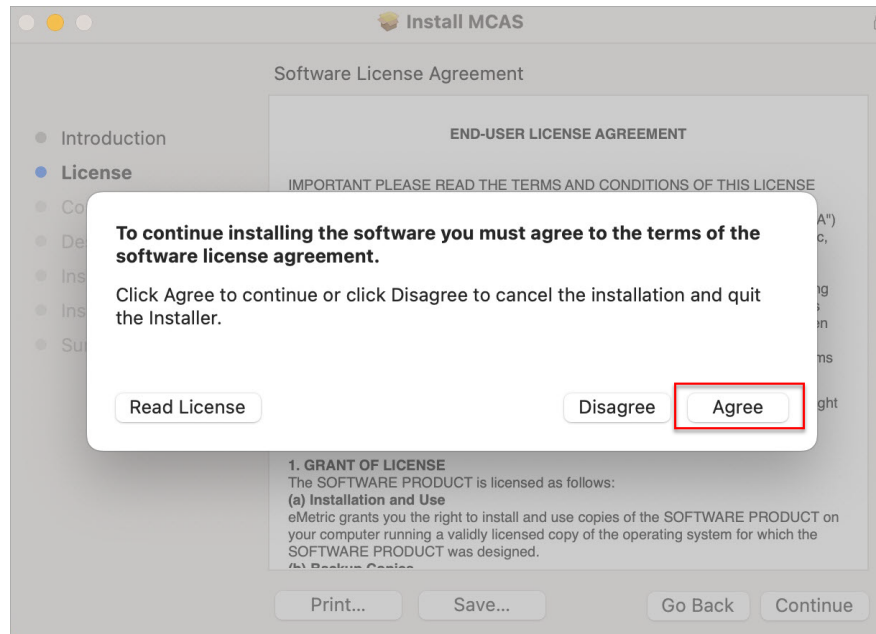 Install MCAS
Software License Agreement
Introduction
License
END-USER LICENSE AGREEMENT
IMPORTANT PLEASE READ THE TERMS AND CONDITIONS OF THIS LICENSE
To continue installing the software you must agree to the terms of the
software license agreement.
Click Agree to continue or click Disagree to cancel the installation and quit
the Installer.
Read License
Disagree
Agree
1. GRANT OF LICENSE
The SOFTWARE PRODUCT is licensed as follows:
(a) Installation and Use
eMetric grants you the right to install and use copies of the SOFTWARE PRODUCT on
your computer running a validly licensed copy of the operating system for which the
SOFTWARE PRODUCT was designed.
Print...
Save...
Go Back
Continue